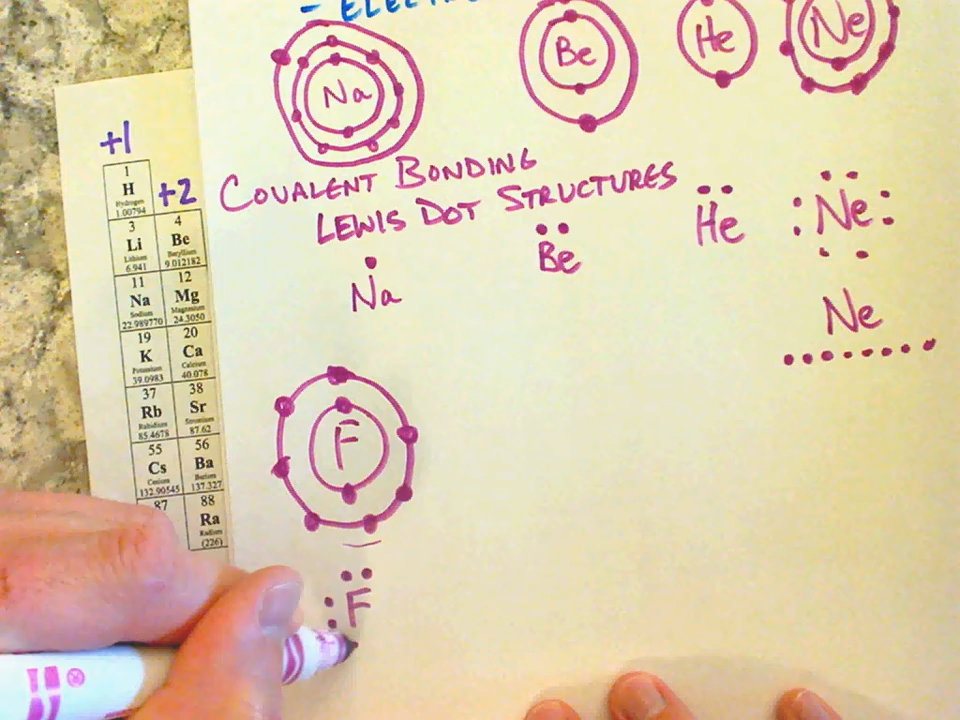 - ELECT
Na
Be
He
Ne
+1
+2
1
H
Hydrogen
1.00794
3
Li
Lithium
6.941
4
Be
Beryllium
9.012182
11
Na
Sodium
22.989770
12
Mg
Magnesium
24.3050
19
K
Potassium
39.0983
20
Ca
Calcium
40.078
37
Rb
Rubidium
85.4678
38
Sr
Strontium
87.62
55
Cs
Cesium
132.90545
56
Ba
Barium
137.327
87
88
Ra
Radium
(226)
COVALENT BONDING
LEWIS DOT STRUCTURES
Na
Be
He
Ne
Ne
F
F